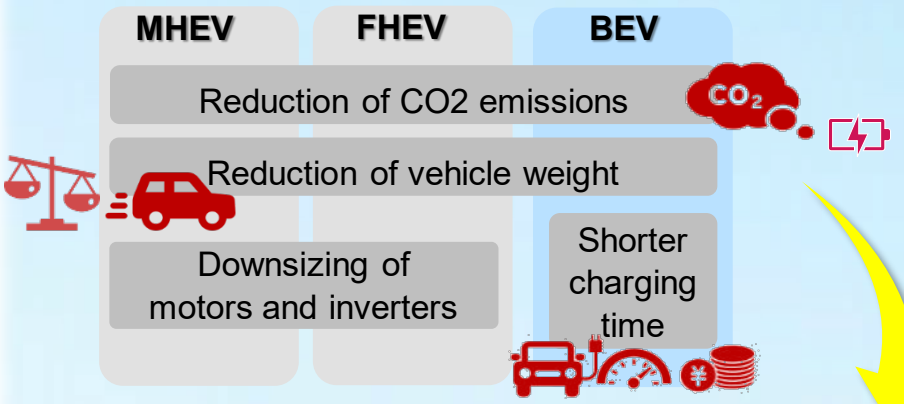 MHEV FHEV BEV
Reduction of CO2 emissions
CO₂
Reduction of vehicle weight
Downsizing of
motors and inverters
Shorter
charging
time
¥